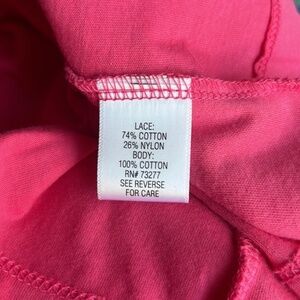 LACE:
74% COTTON
26% NYLON
BODY:
100% COTTON
RN# 73277
SEE REVERSE
FOR CARE